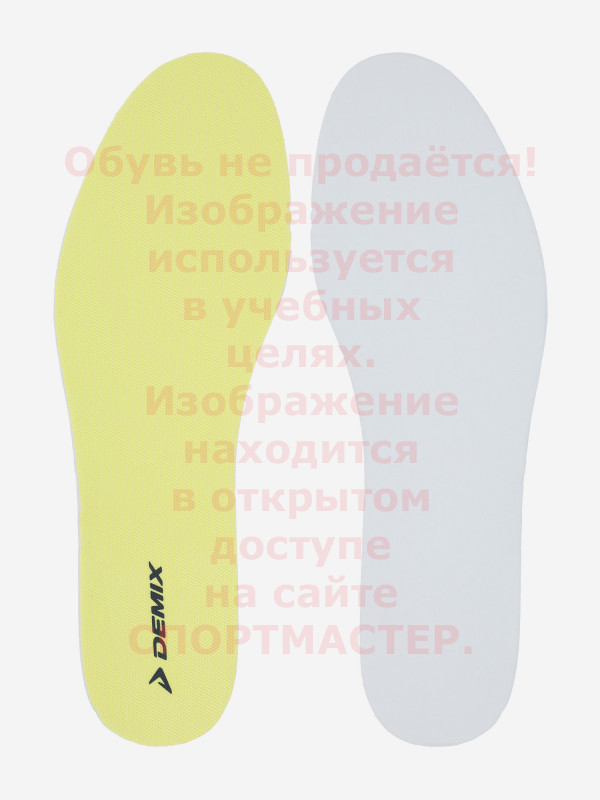 Обувь не продаётся!
Изображение
используется
в учебных
целях.
Изображение
находится
в открытом
доступе
на сайте
СПОРТМАСТЕР.
DEMIX